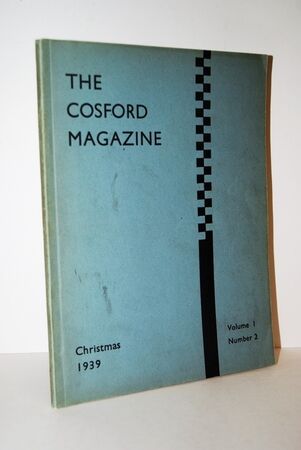 THE
COSFORD
MAGAZINE
Christmas
1939
Volume 1
Number 2